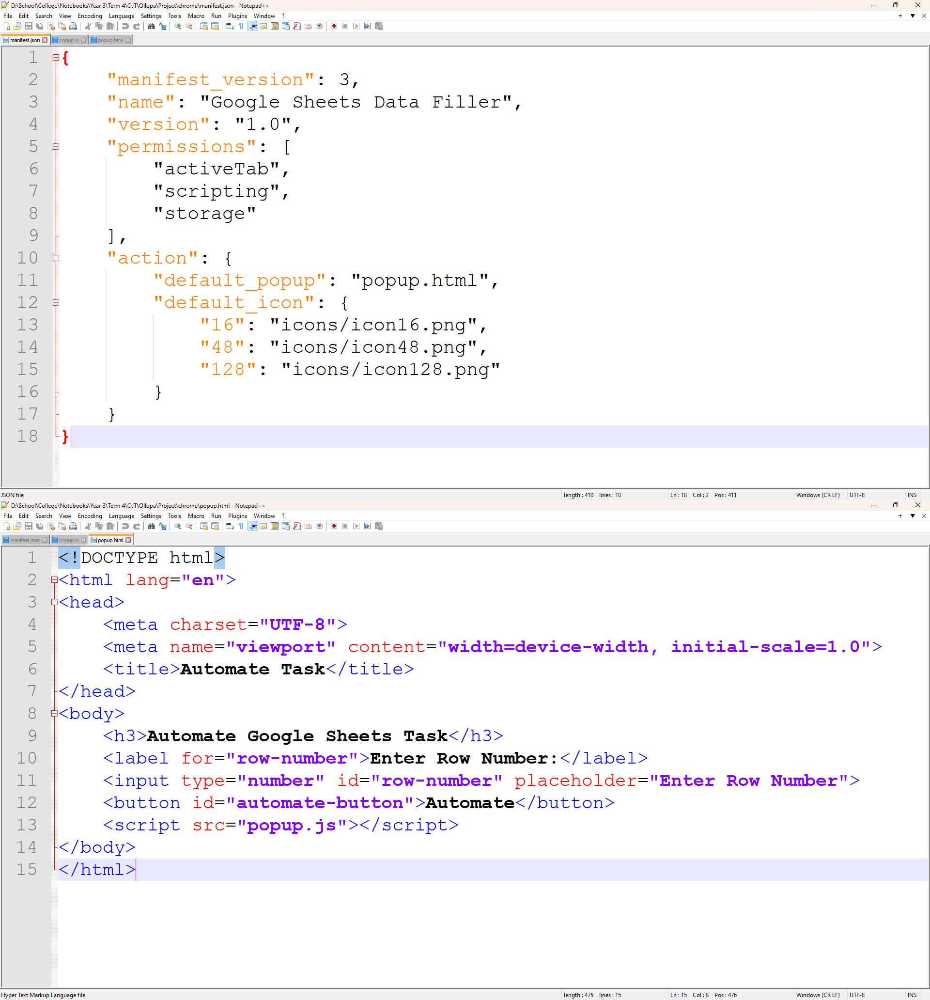 D:\School\College\Notebooks\Year 3\Term 4\OJT\Ollopa\Project\chrome\manifest.json - Notepad++
File Edit Search View Encoding Language Settings Tools Macro Run Plugins Window ?
manifest.json popup.js popup.html
1 {
2 "manifest_version": 3,
3 "name": "Google Sheets Data Filler",
4 "version": "1.0",
5 "permissions": [
6 "activeTab",
7 "scripting",
8 "storage"
9 ],
10 "action": {
11 "default_popup": "popup.html",
12 "default_icon": {
13 "16": "icons/icon16.png",
14 "48": "icons/icon48.png",
15 "128": "icons/icon128.png"
16 }
17 }
18 }
JSON file length : 410 lines : 18 Ln : 18 Col : 2 Pos : 411 Windows (CR LF) UTF-8 INS
D:\School\College\Notebooks\Year 3\Term 4\OJT\Ollopa\Project\chrome\popup.html - Notepad++
File Edit Search View Encoding Language Settings Tools Macro Run Plugins Window ?
manifest.json popup.js popup.html
1 <!DOCTYPE html>
2 <html lang="en">
3 <head>
4 <meta charset="UTF-8">
5 <meta name="viewport" content="width=device-width, initial-scale=1.0">
6 <title>Automate Task</title>
7 </head>
8 <body>
9 <h3>Automate Google Sheets Task</h3>
10 <label for="row-number">Enter Row Number:</label>
11 <input type="number" id="row-number" placeholder="Enter Row Number">
12 <button id="automate-button">Automate</button>
13 <script src="popup.js"></script>
14 </body>
15 </html>
Hyper Text Markup Language file length : 475 lines : 15 Ln : 15 Col : 8 Pos : 476 Windows (CR LF) UTF-8 INS